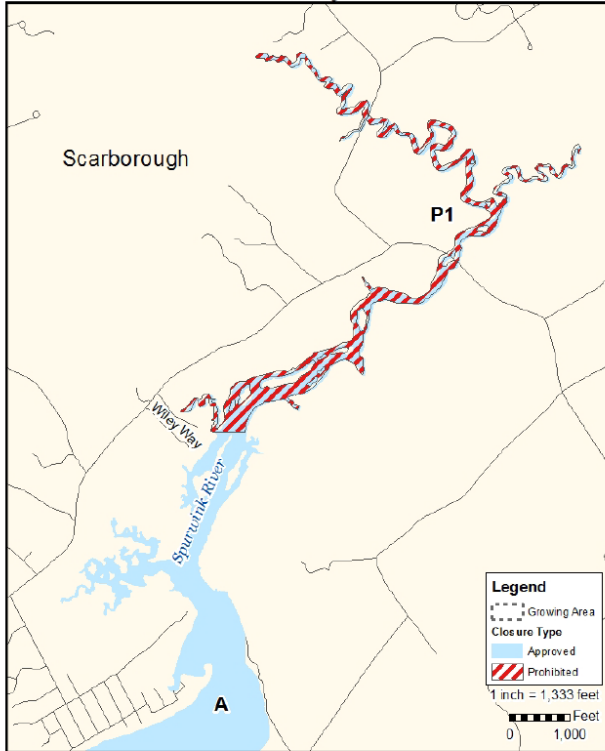 Scarborough
P1
Wiley Way
Spurwink River
A
Legend
Growing Area
Closure Type
Approved
Prohibited
1 inch = 1,333 feet
Feet
0 1,000